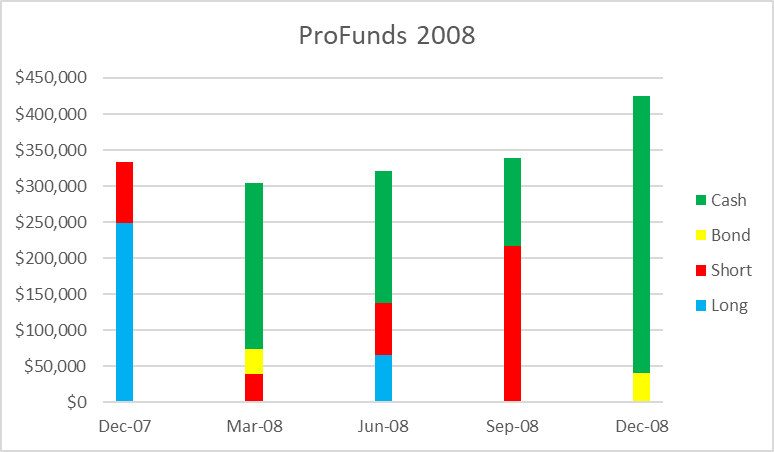 ProFunds 2008
$450,000
$400,000
$350,000
$300,000
$250,000
$200,000
$150,000
$100,000
$50,000
$0
Dec-07 Mar-08 Jun-08 Sep-08 Dec-08
Cash
Bond
Short
Long